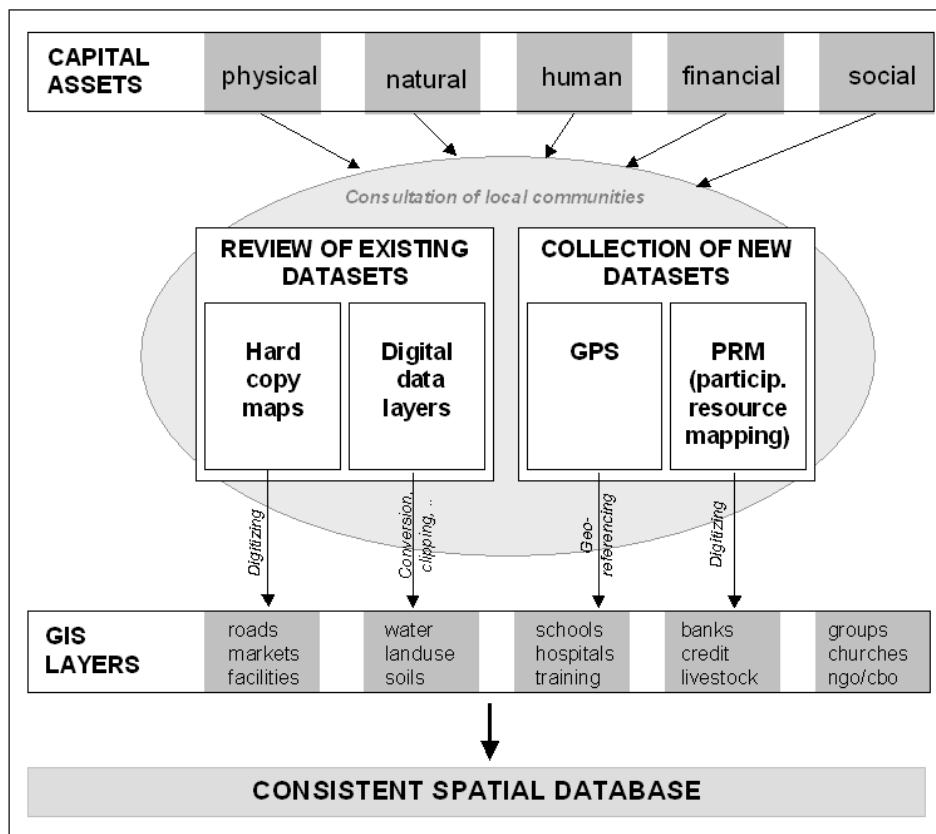 CAPITAL
ASSETS
physical
natural
human
financial
social
Consultation of local communities
REVIEW OF EXISTING
DATASETS
COLLECTION OF NEW
DATASETS
Hard
copy
maps
Digital
data
layers
GPS
PRM
(particip.
resource
mapping)
Digitizing
Conversion,
clipping, ..
Geo-
referencing
Digitizing
GIS
LAYERS
roads
markets
facilities
water
landuse
soils
schools
hospitals
training
banks
credit
livestock
groups
churches
ngo/cbo
CONSISTENT SPATIAL DATABASE